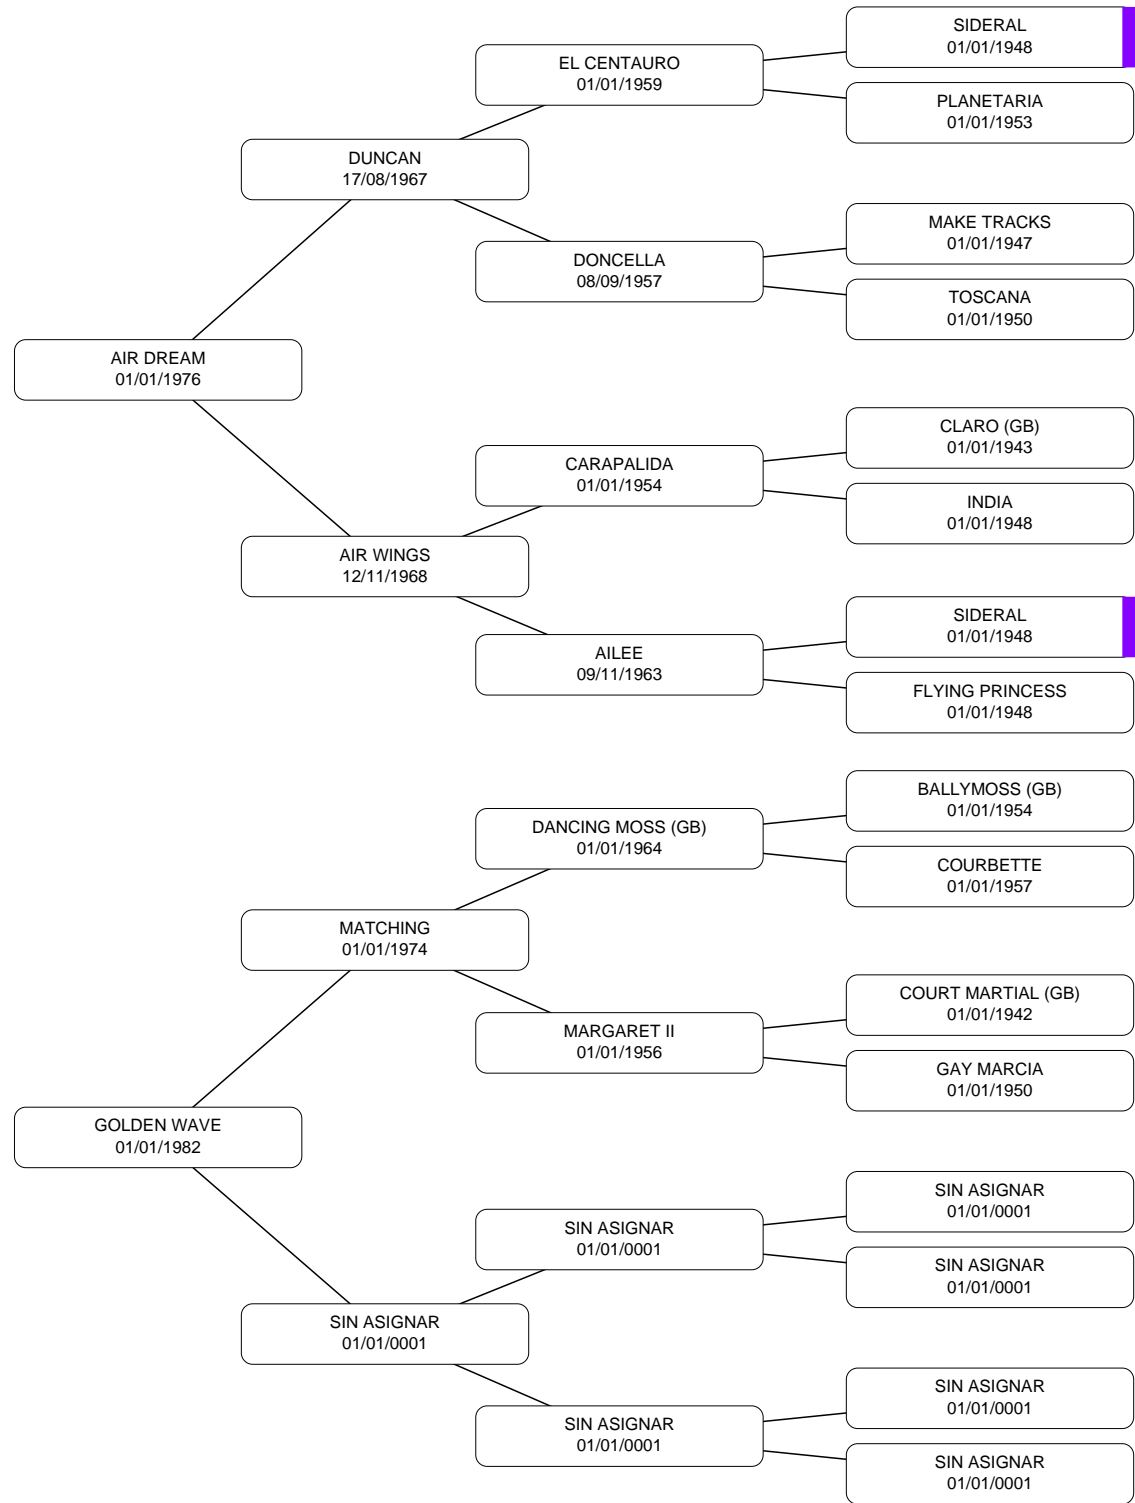 SIDERAL
01/01/1948
EL CENTAURO
01/01/1959
PLANETARIA
01/01/1953
DUNCAN
17/08/1967
MAKE TRACKS
01/01/1947
DONCELLA
08/09/1957
TOSCANA
01/01/1950
AIR DREAM
01/01/1976
CLARO (GB)
01/01/1943
CARAPALIDA
01/01/1954
INDIA
01/01/1948
AIR WINGS
12/11/1968
SIDERAL
01/01/1948
AILEE
09/11/1963
FLYING PRINCESS
01/01/1948
BALLYMOSS (GB)
01/01/1954
DANCING MOSS (GB)
01/01/1964
COURBETTE
01/01/1957
MATCHING
01/01/1974
COURT MARTIAL (GB)
01/01/1942
MARGARET II
01/01/1956
GAY MARCIA
01/01/1950
GOLDEN WAVE
01/01/1982
SIN ASIGNAR
01/01/0001
SIN ASIGNAR
01/01/0001
SIN ASIGNAR
01/01/0001
SIN ASIGNAR
01/01/0001
SIN ASIGNAR
01/01/0001
SIN ASIGNAR
01/01/0001
SIN ASIGNAR
01/01/0001